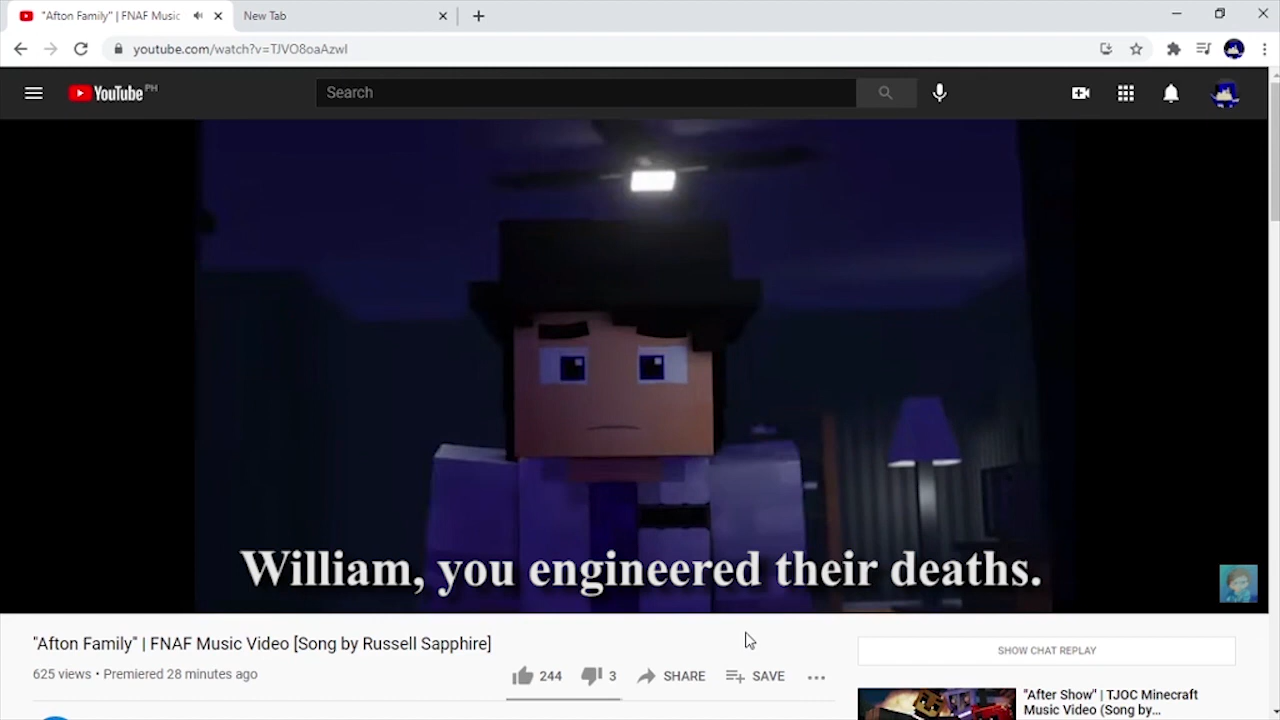 "Afton Family" | FNAF Music
New Tab
youtube.com/watch?v=TJVO8oaAzwI
YouTube PH
Search
William, you engineered their deaths.
"Afton Family" | FNAF Music Video [Song by Russell Sapphire]
625 views • Premiered 28 minutes ago
244
3
SHARE
SAVE
SHOW CHAT REPLAY
"After Show" | TJOC Minecraft
Music Video (Song by...